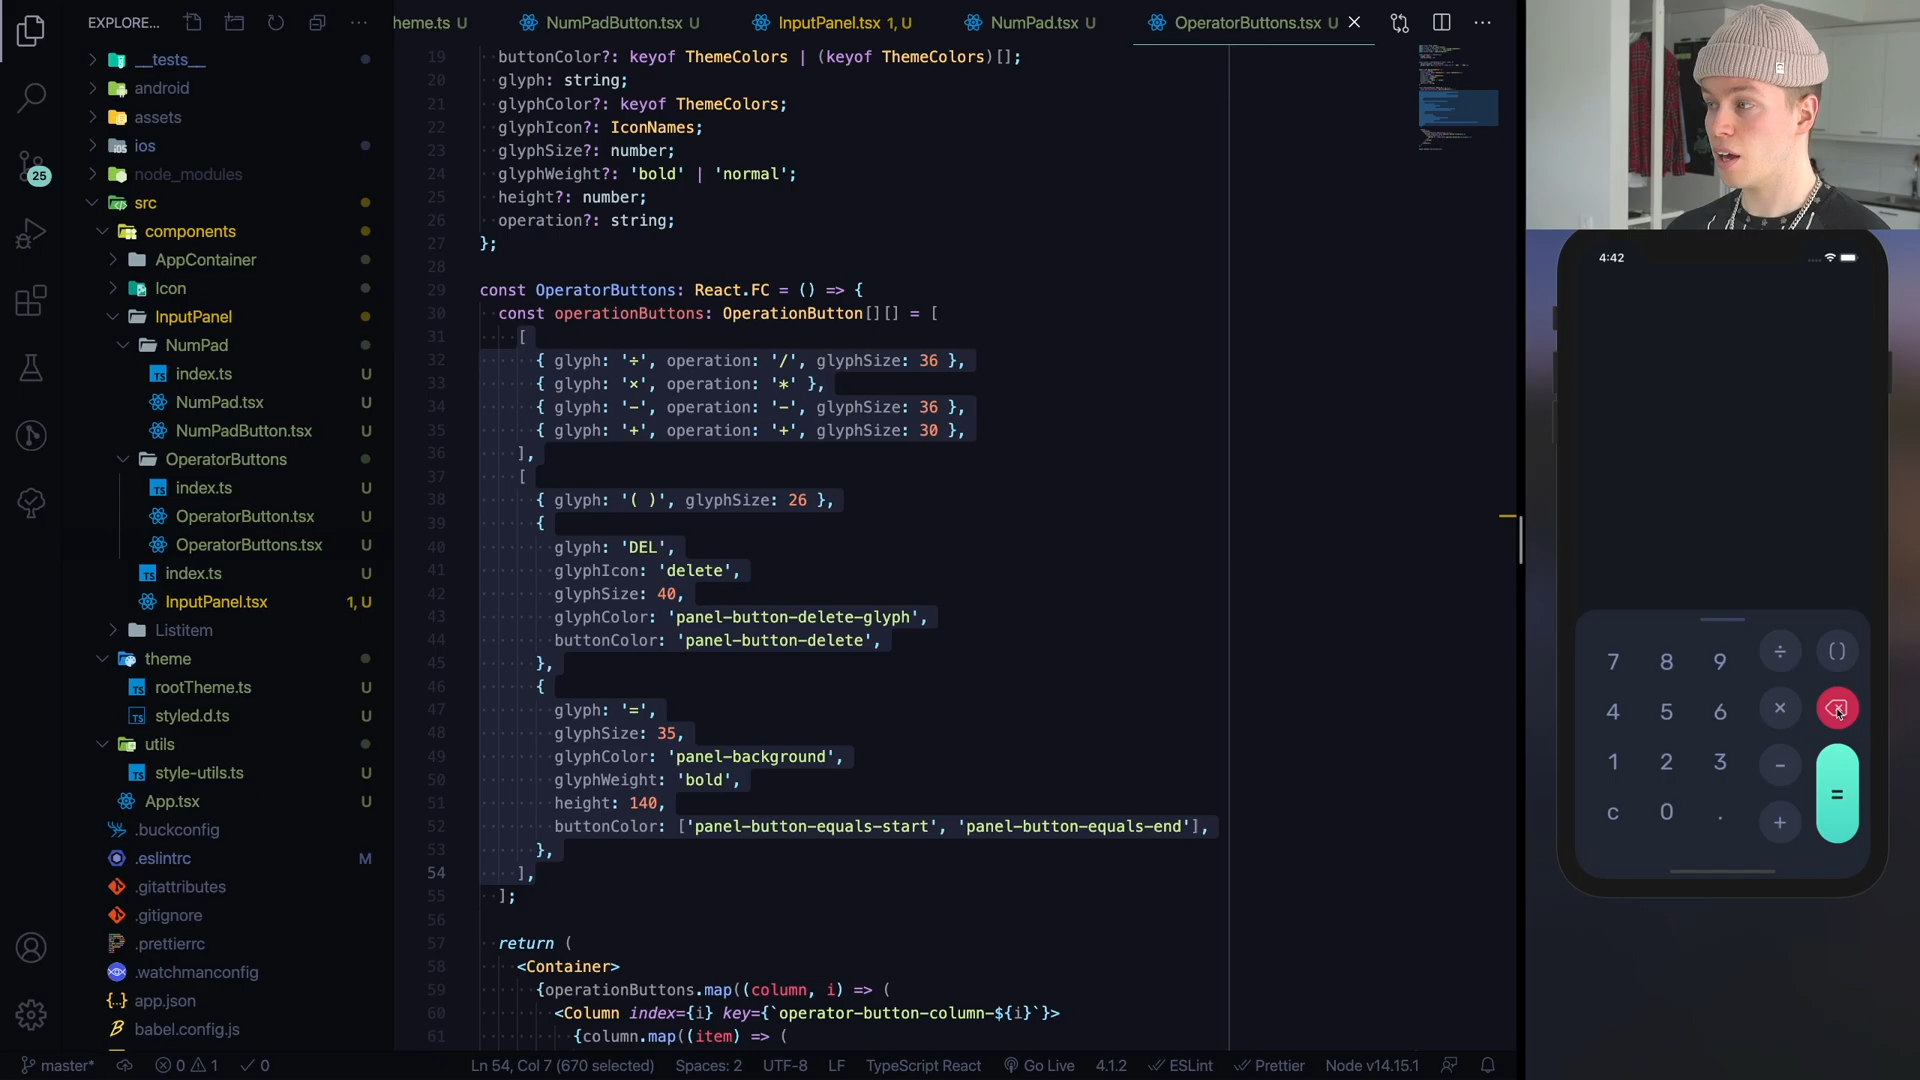 EXPLORE...
heme.ts U
NumPadButton.tsx U
InputPanel.tsx 1, U
NumPad.tsx U
OperatorButtons.tsx U
__tests__
android
assets
ios
node_modules
src
components
AppContainer
Icon
InputPanel
NumPad
index.ts U
NumPad.tsx U
NumPadButton.tsx U
OperatorButtons
index.ts U
OperatorButton.tsx U
OperatorButtons.tsx U
index.ts U
InputPanel.tsx 1, U
Listitem
theme
rootTheme.ts U
styled.d.ts U
utils
style-utils.ts U
App.tsx U
.buckconfig
.eslintrc M
.gitattributes
.gitignore
.prettierrc
.watchmanconfig
app.json
babel.config.js
25
19 buttonColor?: keyof ThemeColors | (keyof ThemeColors)[];
20 glyph: string;
21 glyphColor?: keyof ThemeColors;
22 glyphIcon?: IconNames;
23 glyphSize?: number;
24 glyphWeight?: 'bold' | 'normal';
25 height?: number;
26 operation?: string;
27 };
28
29 const OperatorButtons: React.FC = () => {
30 const operationButtons: OperationButton[][] = [
31 [
32 { glyph: '÷', operation: '/', glyphSize: 36 },
33 { glyph: '×', operation: '*' },
34 { glyph: '−', operation: '−', glyphSize: 36 },
35 { glyph: '+', operation: '+', glyphSize: 30 },
36 ],
37 [
38 { glyph: '( )', glyphSize: 26 },
39 {
40 glyph: 'DEL',
41 glyphIcon: 'delete',
42 glyphSize: 40,
43 glyphColor: 'panel-button-delete-glyph',
44 buttonColor: 'panel-button-delete',
45 },
46 {
47 glyph: '=',
48 glyphSize: 35,
49 glyphColor: 'panel-background',
50 glyphWeight: 'bold',
51 height: 140,
52 buttonColor: ['panel-button-equals-start', 'panel-button-equals-end'],
53 },
54 ],
55 ];
56
57 return (
58 <Container>
59 {operationButtons.map((column, i) => (
60 <Column index={i} key={`operator-button-column-${i}`}>
61 {column.map((item) => (
4:42
7 8 9 ÷ ( )
4 5 6 ×
1 2 3 −
c 0 . + =
master* 0 1 0 Ln 54, Col 7 (670 selected) Spaces: 2 UTF-8 LF TypeScript React Go Live 4.1.2 ESLint Prettier Node v14.15.1